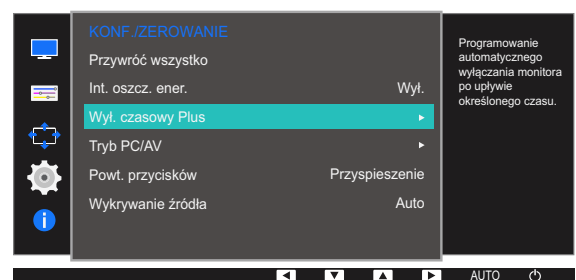 KONF./ZEROWANIE
Przywróć wszystko
Int. oszcz. ener. Wył.
Wył. czasowy Plus
Tryb PC/AV
Powt. przycisków Przyspieszenie
Wykrywanie źródła Auto
Programowanie
automatycznego
wyłączania monitora
po upływie
określonego czasu.
AUTO